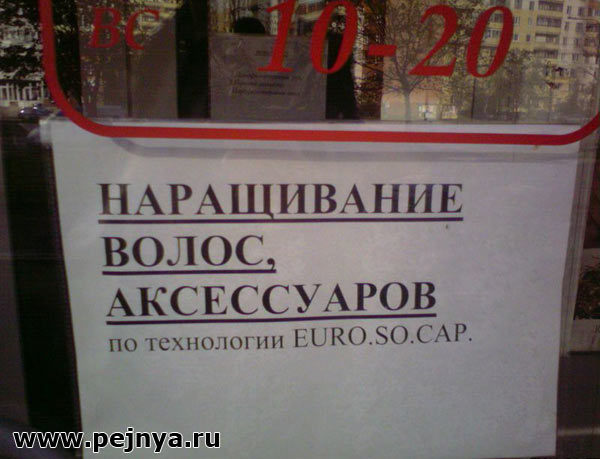 ВС 10-20
НАРАЩИВАНИЕ
ВОЛОС,
АКСЕССУАРОВ
по технологии EURO.SO.CAP.
www.pejnya.ru